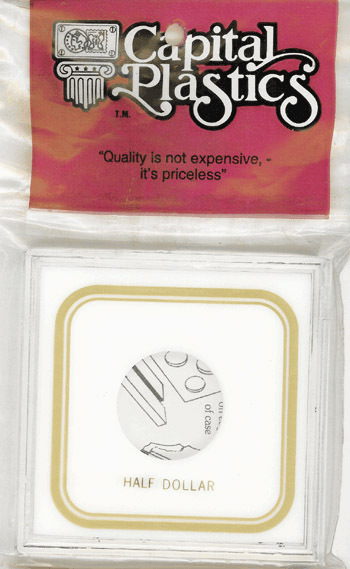 Capital
Plastics
T.M.
"Quality is not expensive, -
it's priceless"
of case
HALF DOLLAR